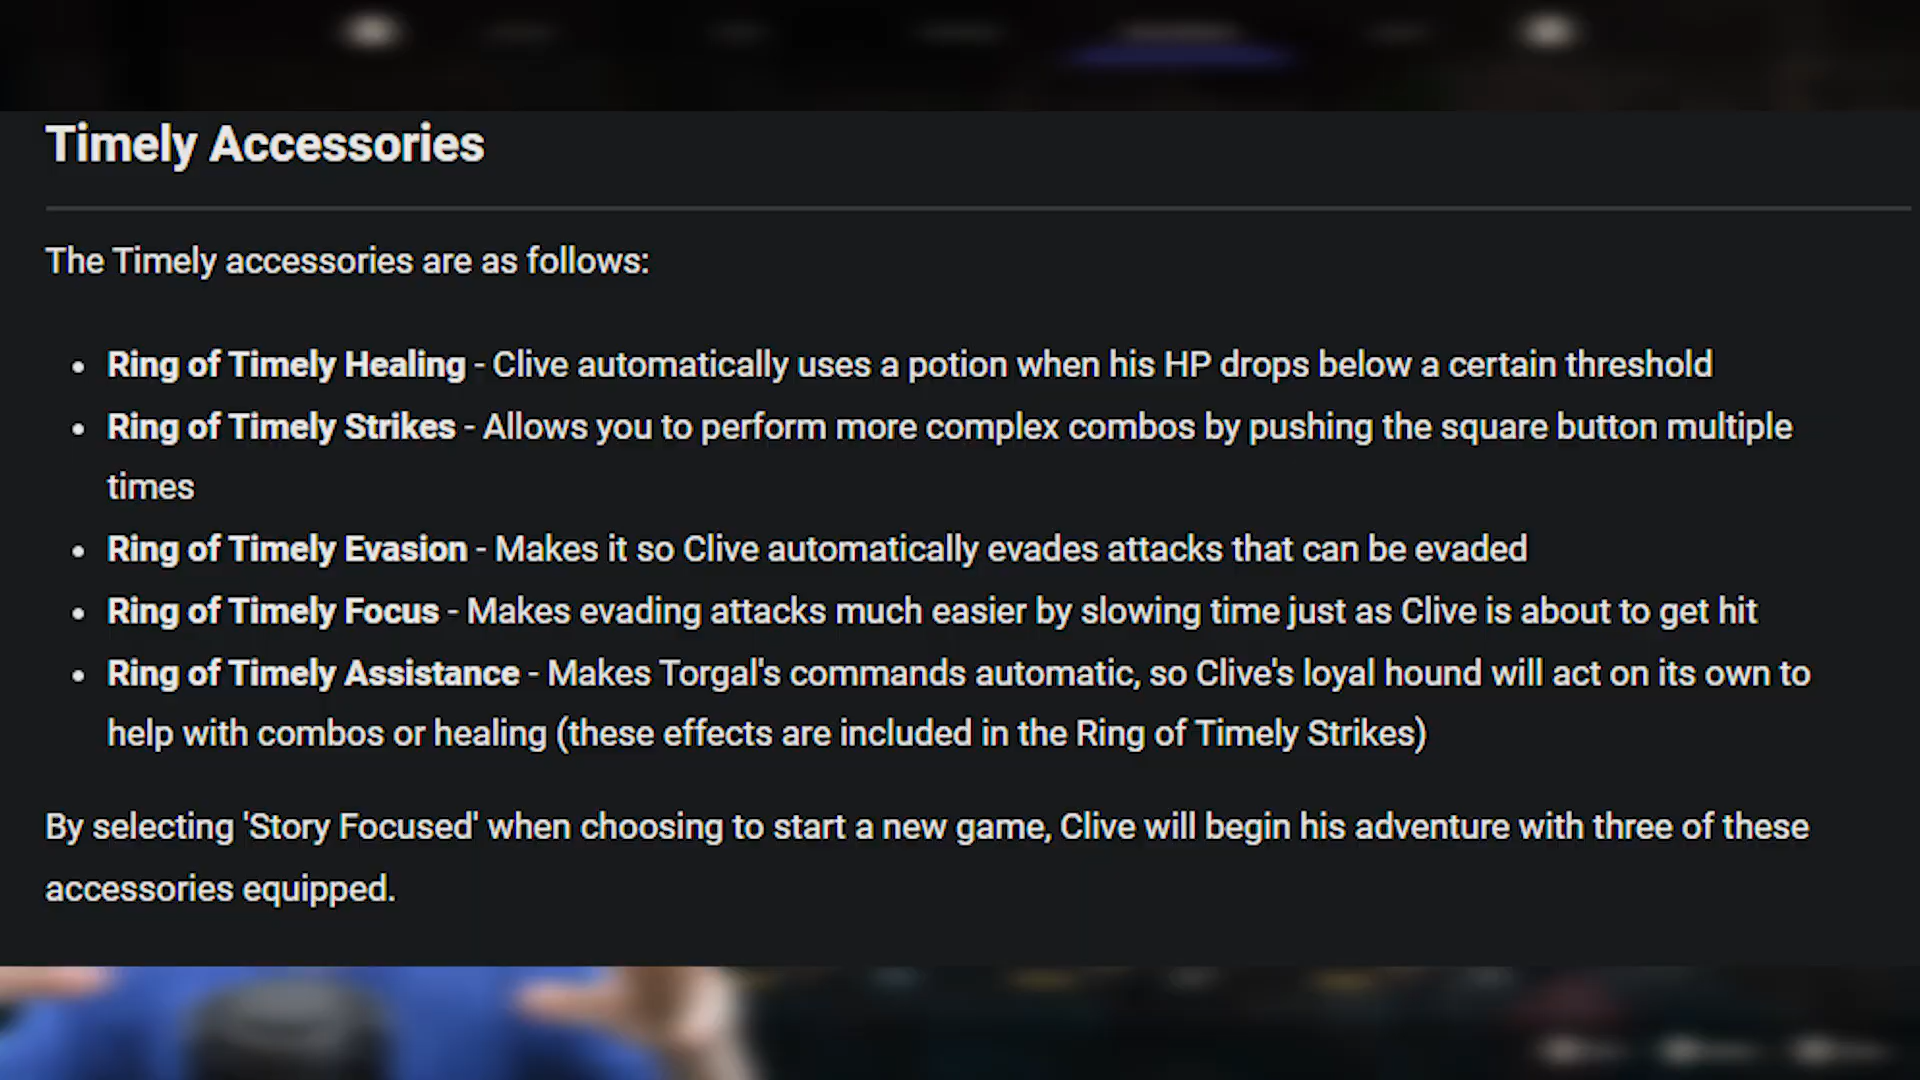 Timely Accessories
The Timely accessories are as follows:
• Ring of Timely Healing - Clive automatically uses a potion when his HP drops below a certain threshold
• Ring of Timely Strikes - Allows you to perform more complex combos by pushing the square button multiple
times
• Ring of Timely Evasion - Makes it so Clive automatically evades attacks that can be evaded
• Ring of Timely Focus - Makes evading attacks much easier by slowing time just as Clive is about to get hit
• Ring of Timely Assistance - Makes Torgal's commands automatic, so Clive's loyal hound will act on its own to
help with combos or healing (these effects are included in the Ring of Timely Strikes)
By selecting 'Story Focused' when choosing to start a new game, Clive will begin his adventure with three of these
accessories equipped.